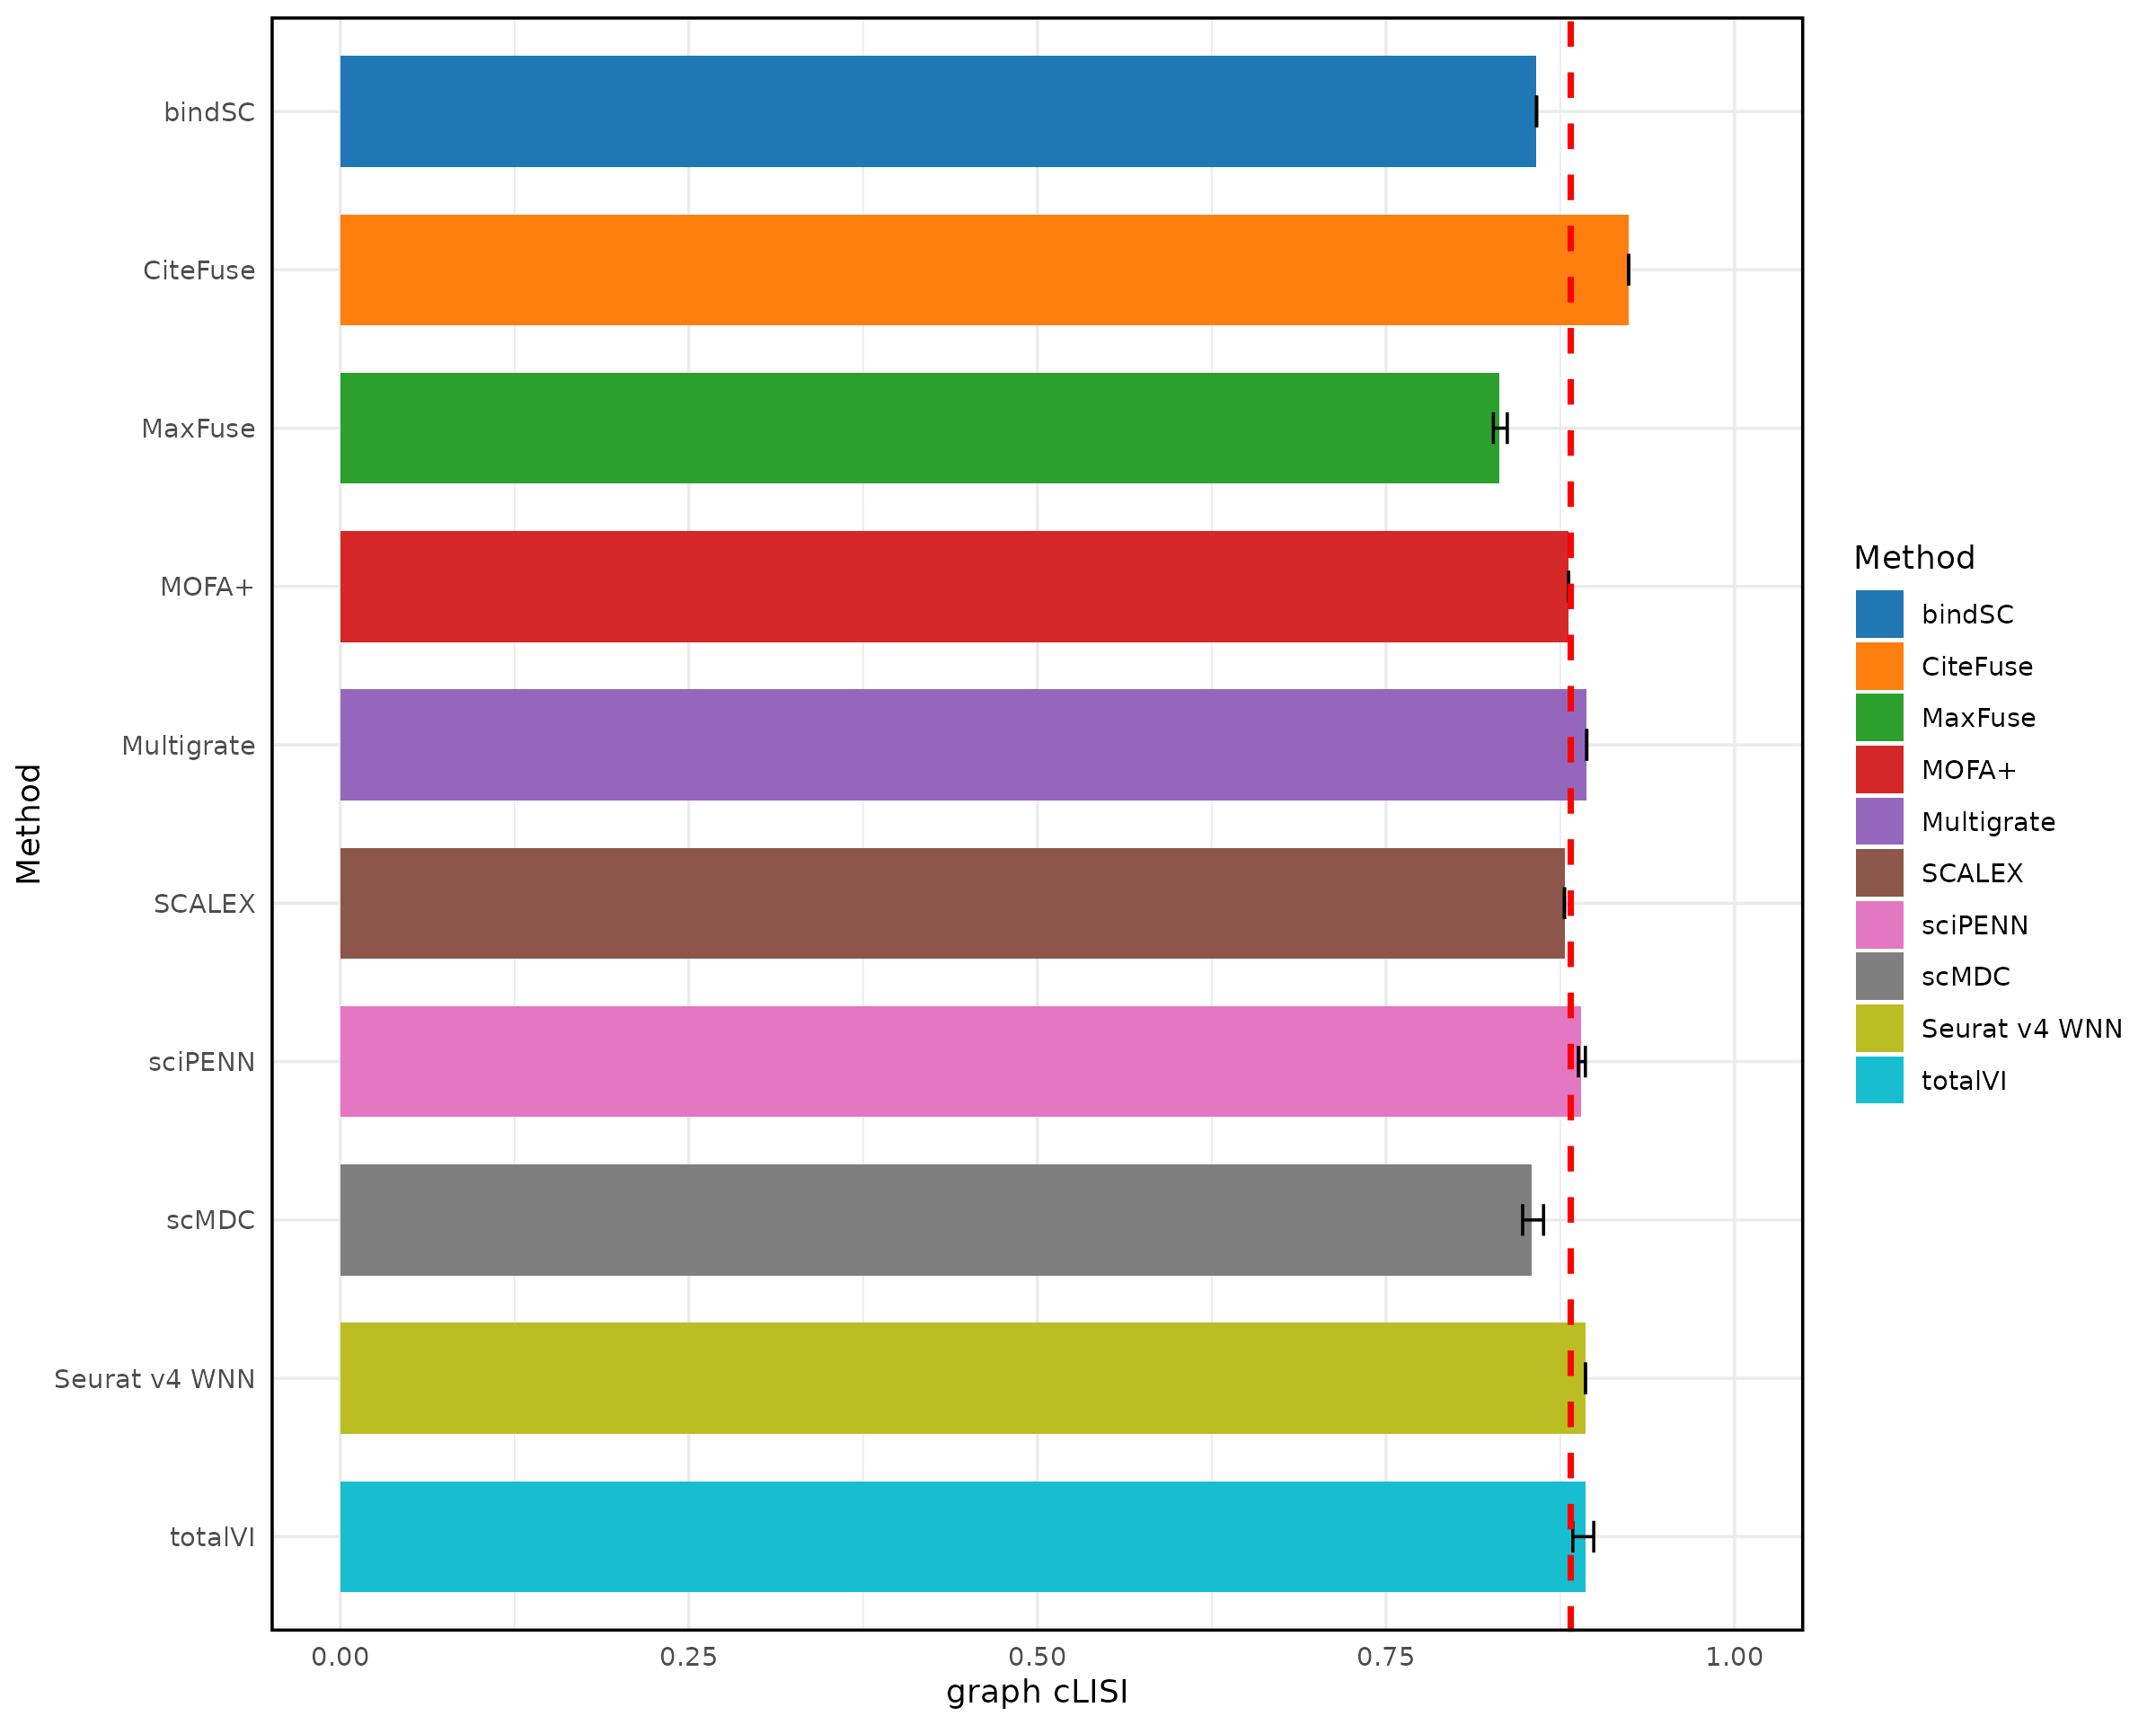 Method
bindSC
CiteFuse
MaxFuse
MOFA+
Multigrate
SCALEX
sciPENN
scMDC
Seurat v4 WNN
totalVI
0.00
0.25
0.50
0.75
1.00
graph cLISI
Method
bindSC
CiteFuse
MaxFuse
MOFA+
Multigrate
SCALEX
sciPENN
scMDC
Seurat v4 WNN
totalVI